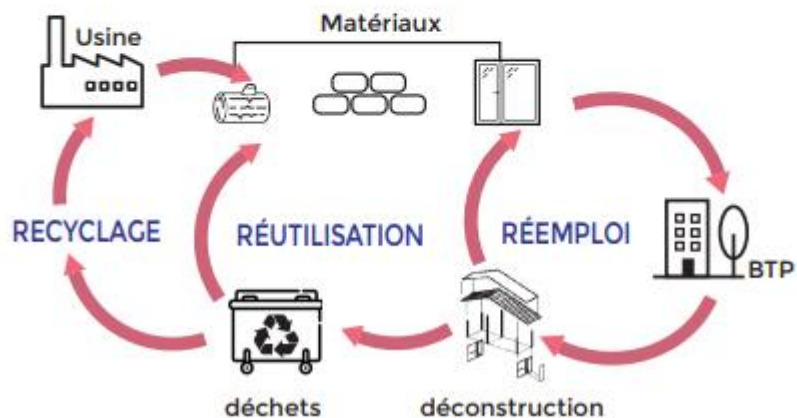 Usine
Matériaux
RECYCLAGE
RÉUTILISATION
RÉEMPLOI
BTP
déchets
déconstruction